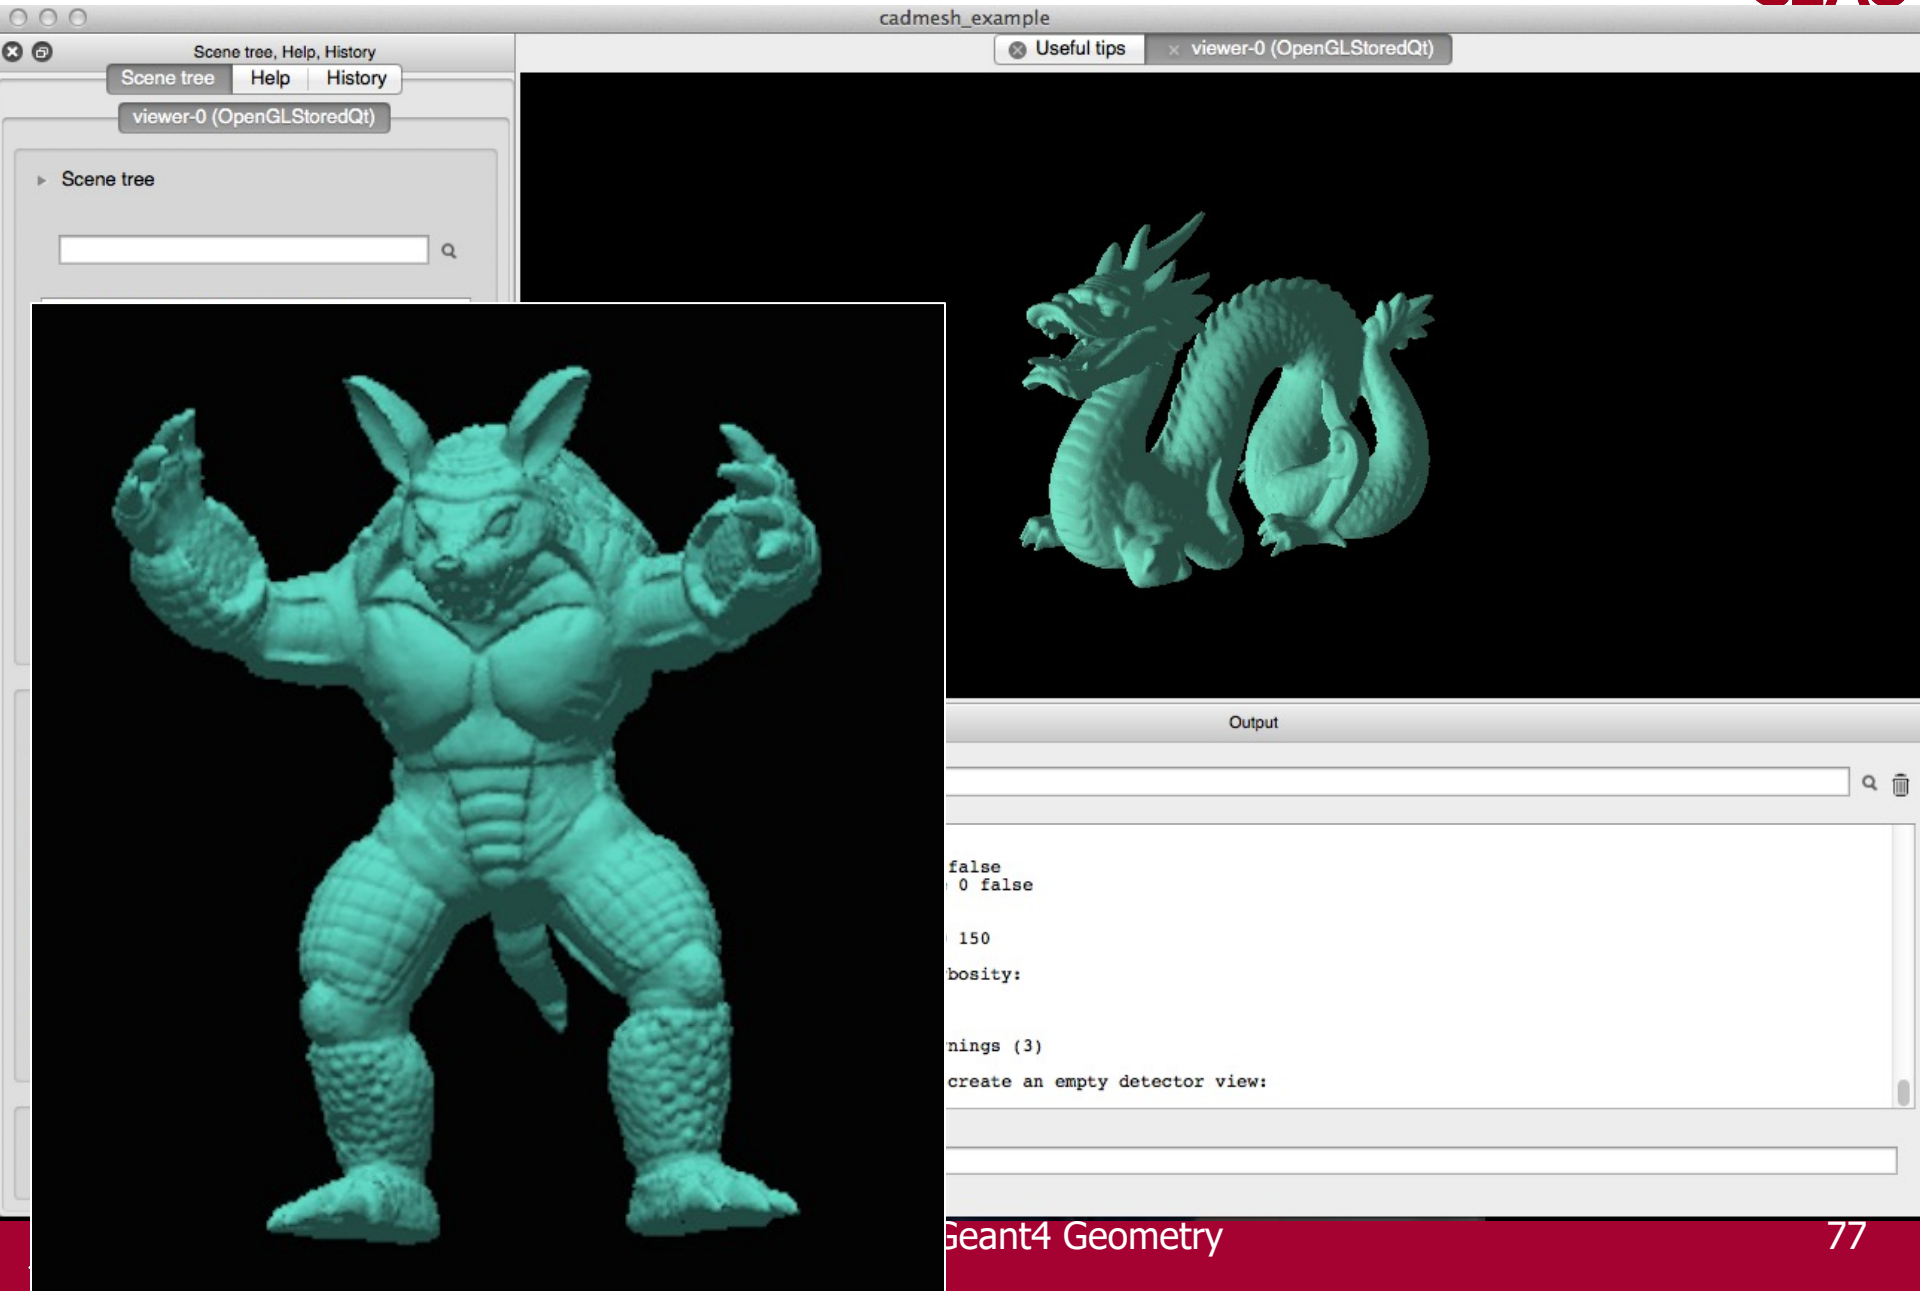 cadmesh_example
Scene tree, Help, History
Scene tree Help History
viewer-0 (OpenGLStoredQt)
Scene tree
Useful tips viewer-0 (OpenGLStoredQt)
Output
false
0 false
150
bosity:
nings (3)
create an empty detector view:
Geant4 Geometry
77